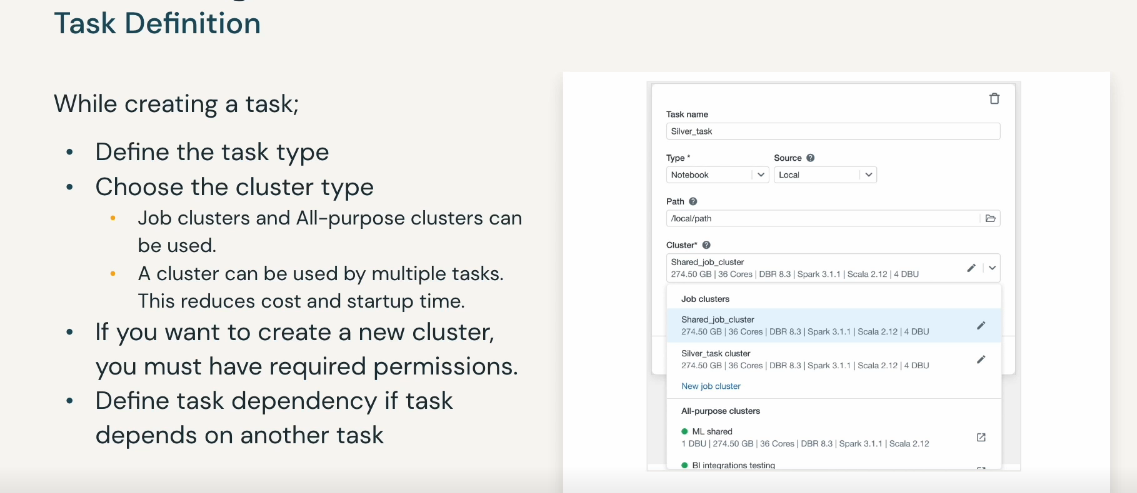 Task Definition
While creating a task;
• Define the task type
• Choose the cluster type
• Job clusters and All-purpose clusters can
be used.
• A cluster can be used by multiple tasks.
This reduces cost and startup time.
• If you want to create a new cluster,
you must have required permissions.
• Define task dependency if task
depends on another task
Task name
Silver_task
Type * Source
Notebook Local
Path
/local/path
Cluster*
Shared_job_cluster
274.50 GB | 36 Cores | DBR 8.3 | Spark 3.1.1 | Scala 2.12 | 4 DBU
Job clusters
Shared_job_cluster
274.50 GB | 36 Cores | DBR 8.3 | Spark 3.1.1 | Scala 2.12 | 4 DBU
Silver_task cluster
274.50 GB | 36 Cores | DBR 8.3 | Spark 3.1.1 | Scala 2.12 | 4 DBU
New job cluster
All-purpose clusters
ML shared
1 DBU | 274.50 GB | 36 Cores | DBR 8.3 | Spark 3.1.1 | Scala 2.12
BI integrations testing